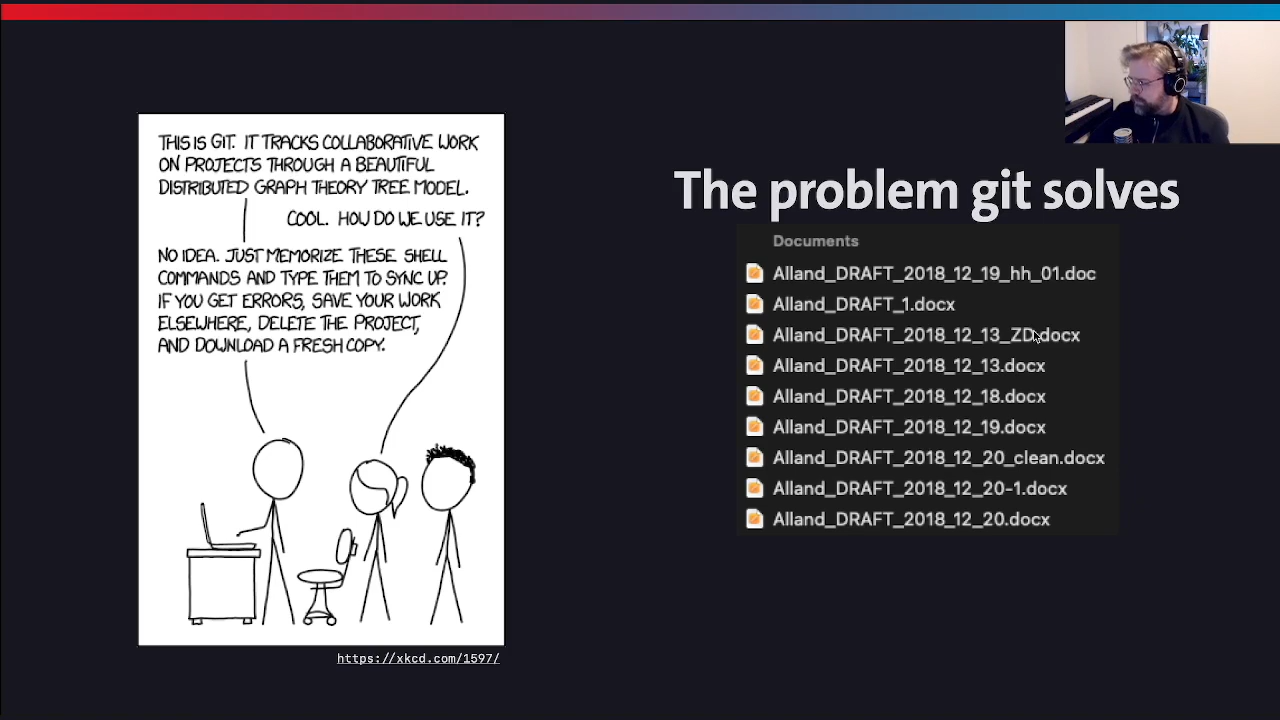 THIS IS GIT. IT TRACKS COLLABORATIVE WORK
ON PROJECTS THROUGH A BEAUTIFUL
DISTRIBUTED GRAPH THEORY TREE MODEL.
COOL. HOW DO WE USE IT?
NO IDEA. JUST MEMORIZE THESE SHELL
COMMANDS AND TYPE THEM TO SYNC UP.
IF YOU GET ERRORS, SAVE YOUR WORK
ELSEWHERE, DELETE THE PROJECT,
AND DOWNLOAD A FRESH COPY.
https://xkcd.com/1597/
The problem git solves
Documents
Alland_DRAFT_2018_12_19_hh_01.doc
Alland_DRAFT_1.docx
Alland_DRAFT_2018_12_13_ZD.docx
Alland_DRAFT_2018_12_13.docx
Alland_DRAFT_2018_12_18.docx
Alland_DRAFT_2018_12_19.docx
Alland_DRAFT_2018_12_20_clean.docx
Alland_DRAFT_2018_12_20-1.docx
Alland_DRAFT_2018_12_20.docx